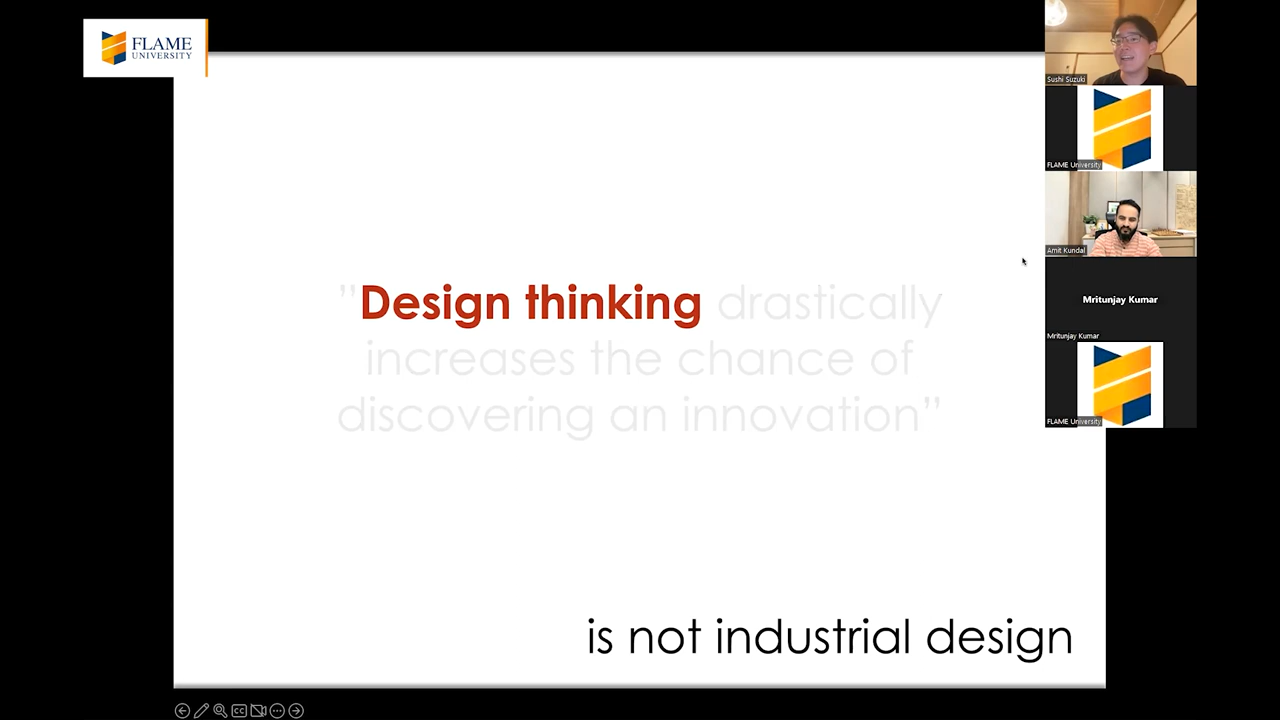 FLAME
UNIVERSITY
"Design thinking drastically
increases the chance of
discovering an innovation”
is not industrial design
Sushi Suzuki
FLAME University
Amit Kundal
Mritunjay Kumar
Mritunjay Kumar
FLAME University
CC